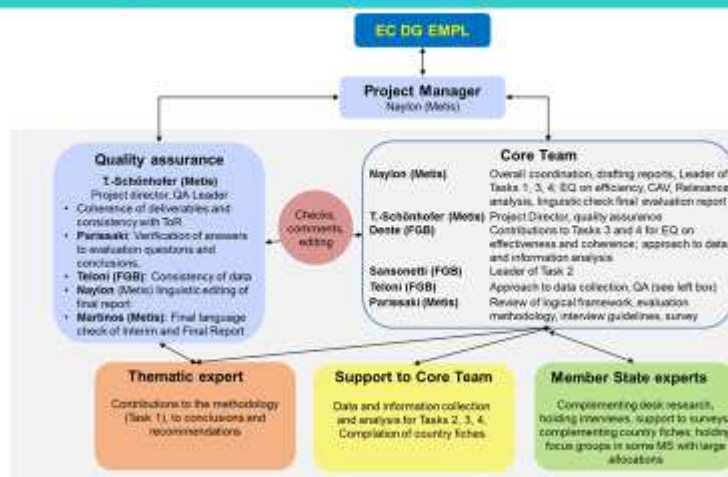 EC DG EMPL
Project Manager
Naylon (Metis)
Quality assurance
T.-Schönhofer (Metis)
Project director, QA Leader
• Coherence of deliverables and
consistency with ToR
• Parissaki: Verification of answers
to evaluation questions and
conclusions,
• Teloni (FGB): Consistency of data
• Naylon (Metis) linguistic editing of
final report
• Martinos (Metis): Final language
check of Interim and Final Report
Checks,
comments,
editing
Core Team
Naylon (Metis) Overall coordination, drafting reports, Leader of
Tasks 1, 3, 4; EQ on efficiency, CAV, Relevance
analysis, linguistic check final evaluation report
T.-Schönhofer (Metis) Project Director, quality assurance
Dente (FGB) Contributions to Tasks 3 and 4 for EQ on
effectiveness and coherence; approach to data
and information analysis
Sansonetti (FGB) Leader of Task 2
Teloni (FGB) Approach to data collection, QA (see left box)
Parissaki (Metis) Review of logical framework, evaluation
methodology, interview guidelines, survey
Thematic expert
Contributions to the methodology
(Task 1), to conclusions and
recommendations
Support to Core Team
Data and information collection
and analysis for Tasks 2, 3, 4,
Compilation of country fiches
Member State experts
Complementing desk research,
holding interviews, support to surveys,
complementing country fiches; holding
focus groups in some MS with large
allocations